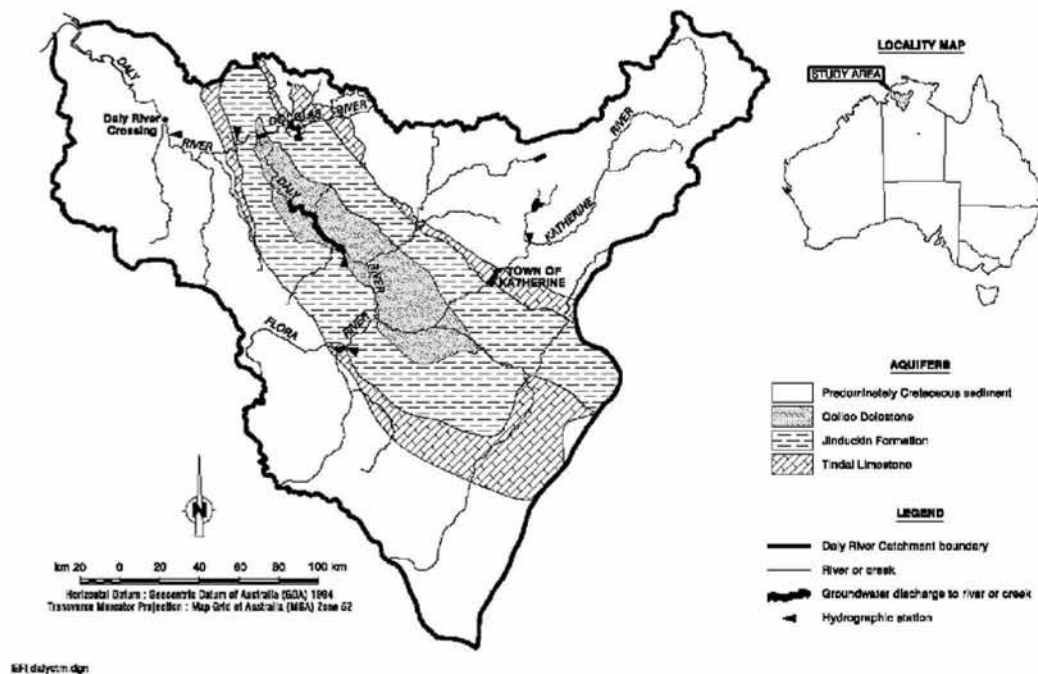 LOCALITY MAP
STUDY AREA
DALY
Daly River
Crossing
RIVER
DOUGLAS
RIVER
DALY
RIVER
RIVER
KATHERINE
TOWN OF
KATHERINE
FLORA
RIVER
AQUIFERS
Predominately Cretaceous sediment
Oolloo Dolostone
Jinduckin Formation
Tindal Limestone
N
LEGEND
Daly River Catchment boundary
River or creek
Groundwater discharge to river or creek
Hydrographic station
km 20 0 20 40 60 80 100 km
Horizontal Datum : Geocentric Datum of Australia (GDA) 1994
Transverse Mercator Projection : Map Grid of Australia (MGA) Zone 52